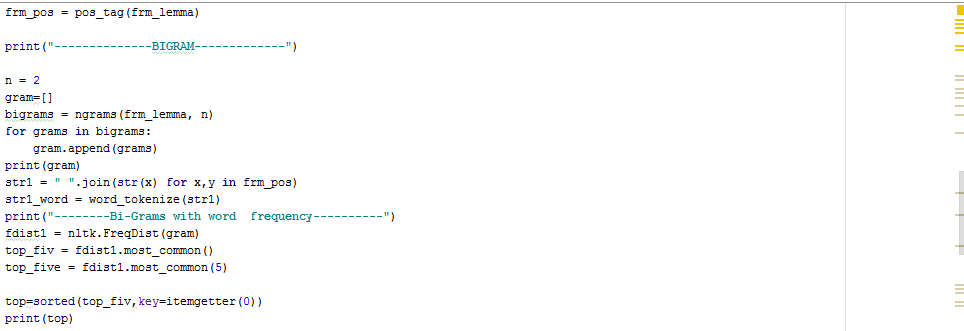 frm_pos = pos_tag(frm_lemma)
print("--------------BIGRAM-------------")
n = 2
gram=[]
bigrams = ngrams(frm_lemma, n)
for grams in bigrams:
    gram.append(grams)
print(gram)
str1 = " ".join(str(x) for x,y in frm_pos)
str1_word = word_tokenize(str1)
print("--------Bi-Grams with word  frequency----------")
fdist1 = nltk.FreqDist(gram)
top_fiv = fdist1.most_common()
top_five = fdist1.most_common(5)
top=sorted(top_fiv,key=itemgetter(0))
print(top)